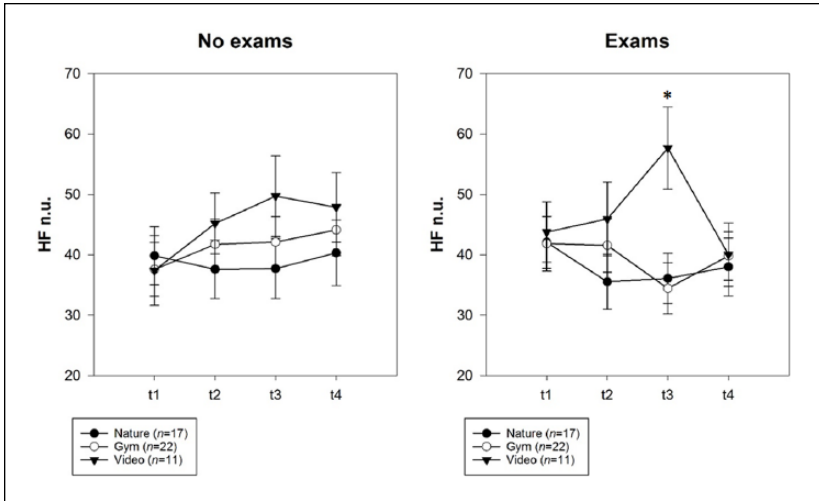 No exams
70
60
50
40
30
20
HF n.u.
t1 t2 t3 t4
Nature (n=17)
Gym (n=22)
Video (n=11)
Exams
70
60
50
40
30
20
HF n.u.
*
t1 t2 t3 t4
Nature (n=17)
Gym (n=22)
Video (n=11)